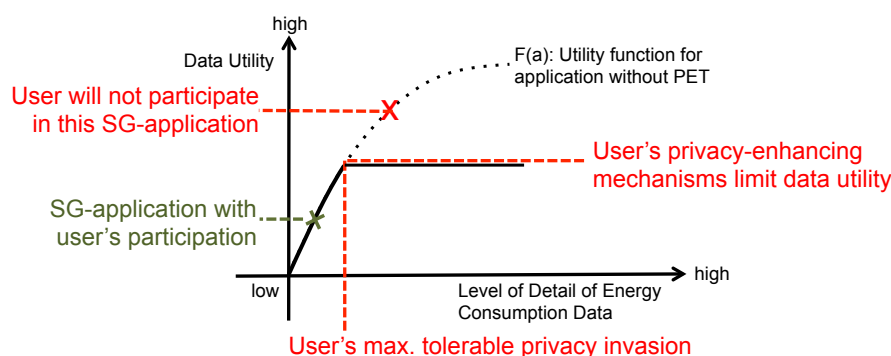 high
Data Utility
F(a): Utility function for
application without PET
User will not participate
in this SG-application
User's privacy-enhancing
mechanisms limit data utility
SG-application with
user's participation
low
Level of Detail of Energy
Consumption Data
high
User's max. tolerable privacy invasion